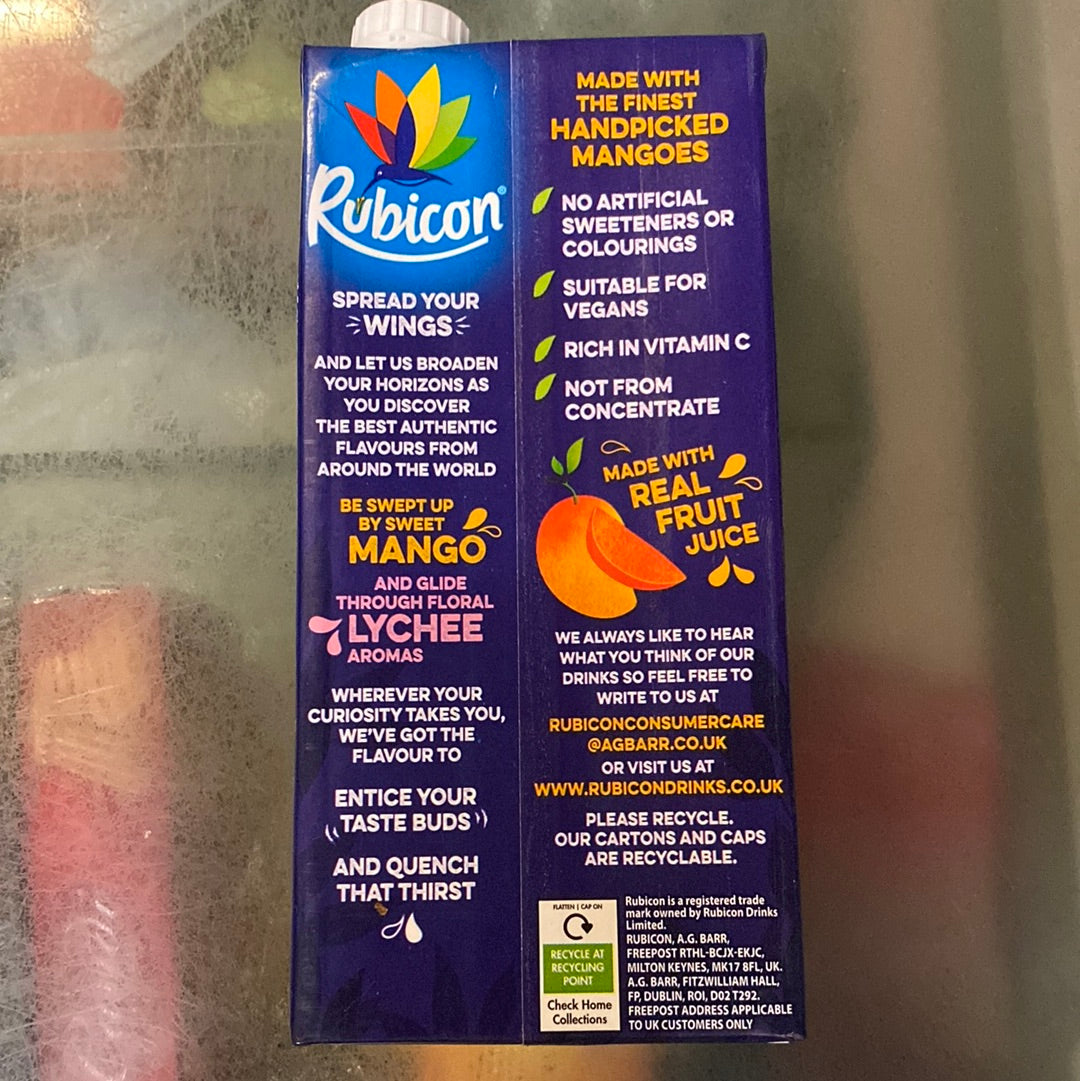 Rubicon®
SPREAD YOUR
WINGS
AND LET US BROADEN
YOUR HORIZONS AS
YOU DISCOVER
THE BEST AUTHENTIC
FLAVOURS FROM
AROUND THE WORLD
BE SWEPT UP
BY SWEET
MANGO
AND GLIDE
THROUGH FLORAL
LYCHEE
AROMAS
WHEREVER YOUR
CURIOSITY TAKES YOU,
WE'VE GOT THE
FLAVOUR TO
ENTICE YOUR
TASTE BUDS
AND QUENCH
THAT THIRST
MADE WITH
THE FINEST
HANDPICKED
MANGOES
NO ARTIFICIAL
SWEETENERS OR
COLOURINGS
SUITABLE FOR
VEGANS
RICH IN VITAMIN C
NOT FROM
CONCENTRATE
MADE WITH
REAL
FRUIT
JUICE
WE ALWAYS LIKE TO HEAR
WHAT YOU THINK OF OUR
DRINKS SO FEEL FREE TO
WRITE TO US AT
RUBICONCONSUMERCARE
@AGBARR.CO.UK
OR VISIT US AT
WWW.RUBICONDRINKS.CO.UK
PLEASE RECYCLE.
OUR CARTONS AND CAPS
ARE RECYCLABLE.
FLATTEN | CAP ON
RECYCLE AT
RECYCLING
POINT
Check Home
Collections
Rubicon is a registered trade
mark owned by Rubicon Drinks
Limited.
RUBICON, A.G. BARR,
FREEPOST RTHL-BCJX-EKJC,
MILTON KEYNES, MK17 8FL, UK.
A.G. BARR, FITZWILLIAM HALL,
FP, DUBLIN, ROI, D02 T292.
FREEPOST ADDRESS APPLICABLE
TO UK CUSTOMERS ONLY